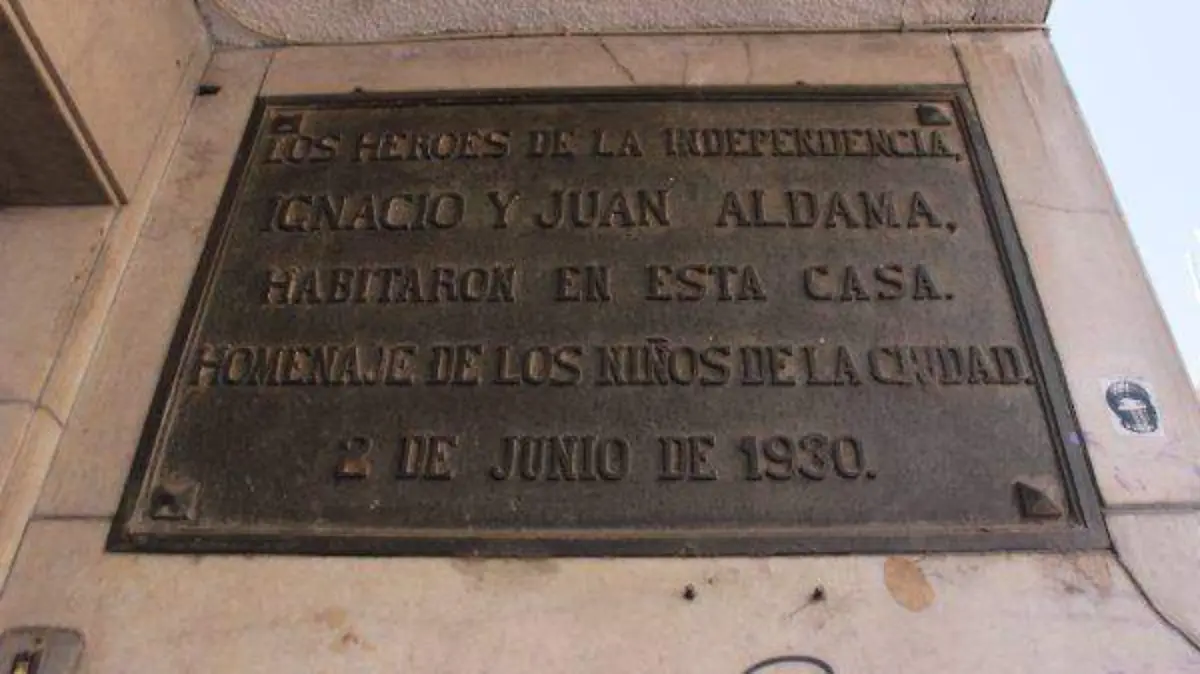 LOS HEROES DE LA INDEPENDENCIA,
IGNACIO Y JUAN ALDAMA,
HABITARON EN ESTA CASA.
HOMENAJE DE LOS NIÑOS DE LA CIUDAD.
2 DE JUNIO DE 1930.